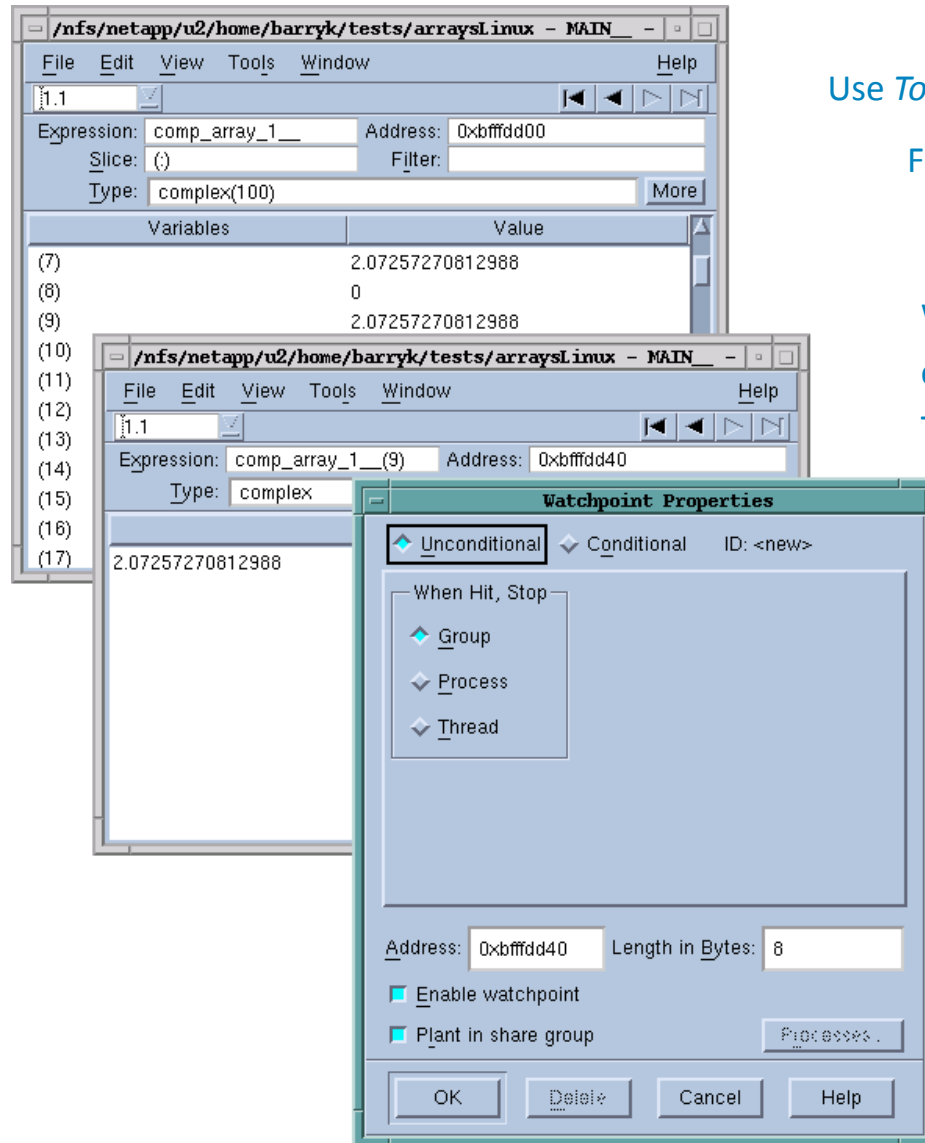 /nfs/netapp/u2/home/barryk/tests/arraysLinux - MAIN__ -
File Edit View Tools Window Help
1.1
Expression: comp_array_1__ Address: 0xbfffdd00
Slice: (:) Filter:
Type: complex(100) More
Variables Value
(7) 2.07257270812988
(8) 0
(9) 2.07257270812988
(10)
(11)
(12)
(13)
(14)
(15)
(16)
(17)
/nfs/netapp/u2/home/barryk/tests/arraysLinux - MAIN__ -
File Edit View Tools Window Help
1.1
Expression: comp_array_1__(9) Address: 0xbfffdd40
Type: complex
2.07257270812988
Watchpoint Properties
Unconditional Conditional ID: <new>
When Hit, Stop
Group
Process
Thread
Address: 0xbfffdd40 Length in Bytes: 8
Enable watchpoint
Plant in share group Processes.
OK Delete Cancel Help
Use To
F